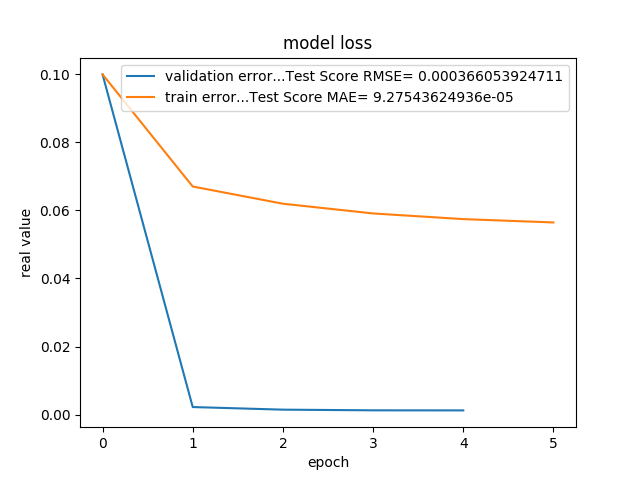 model loss
validation error...Test Score RMSE= 0.000366053924711
train error...Test Score MAE= 9.27543624936e-05
0.10
0.08
0.06
0.04
0.02
0.00
real value
0 1 2 3 4 5
epoch